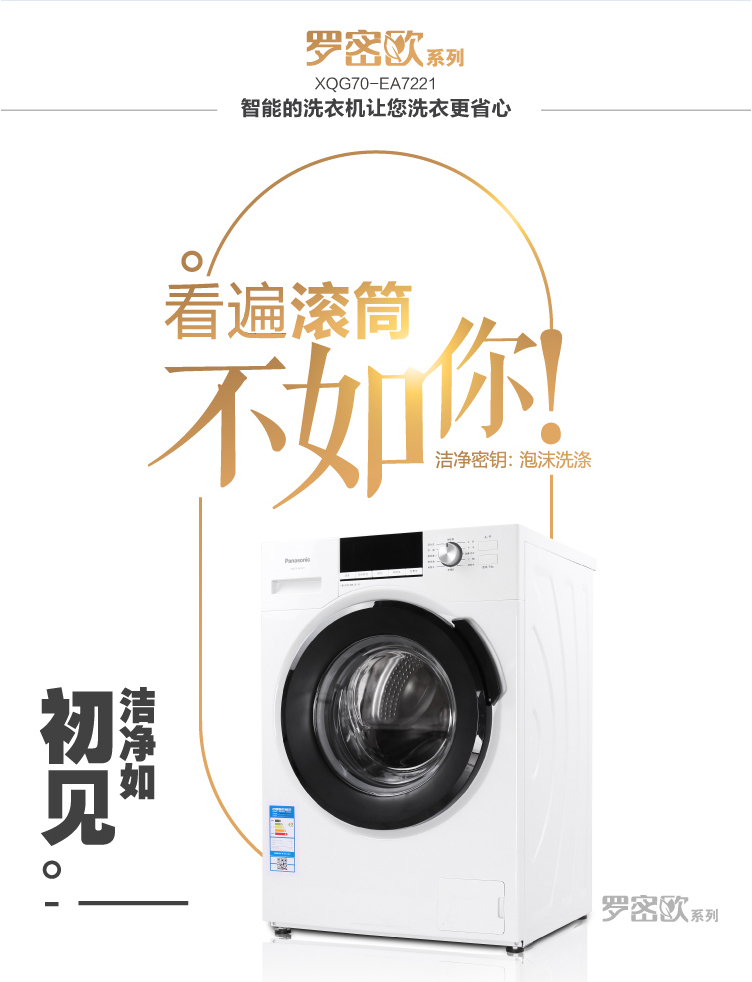 罗密欧系列
XQG70-EA7221
智能的洗衣机让您洗衣更省心
看遍滚筒
不如你!
洁净密钥：泡沫洗涤
Panasonic
洁净如
初见
罗密欧系列